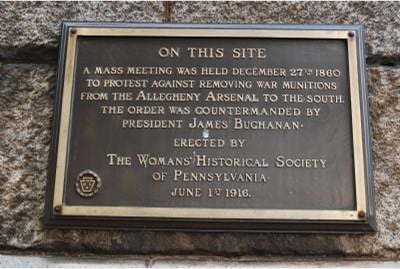 ON THIS SITE
A MASS MEETING WAS HELD DECEMBER 27TH 1860
TO PROTEST AGAINST REMOVING WAR MUNITIONS
FROM THE ALLEGHENY ARSENAL TO THE SOUTH.
THE ORDER WAS COUNTERMANDED BY
PRESIDENT JAMES BUCHANAN·
ERECTED BY
THE WOMANS' HISTORICAL SOCIETY
OF PENNSYLVANIA·
JUNE 1ST 1916.